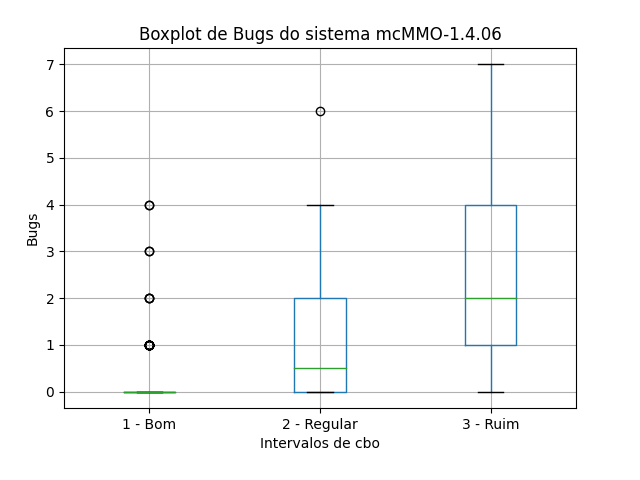 Boxplot de Bugs do sistema mcMMO-1.4.06
7
6
5
4
3
2
1
0
Bugs
1 - Bom
2 - Regular
3 - Ruim
Intervalos de cbo